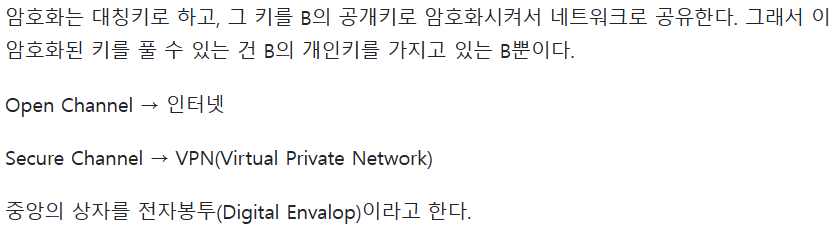 암호화는 대칭키로 하고, 그 키를 B의 공개키로 암호화시켜서 네트워크로 공유한다. 그래서 이
암호화된 키를 풀 수 있는 건 B의 개인키를 가지고 있는 B뿐이다.
Open Channel → 인터넷
Secure Channel → VPN(Virtual Private Network)
중앙의 상자를 전자봉투(Digital Envalop)이라고 한다.